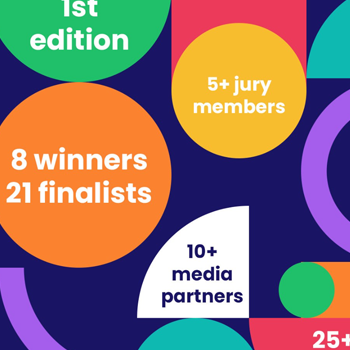 1st
edition
5+ jury
members
8 winners
21 finalists
10+
media
partners
25+